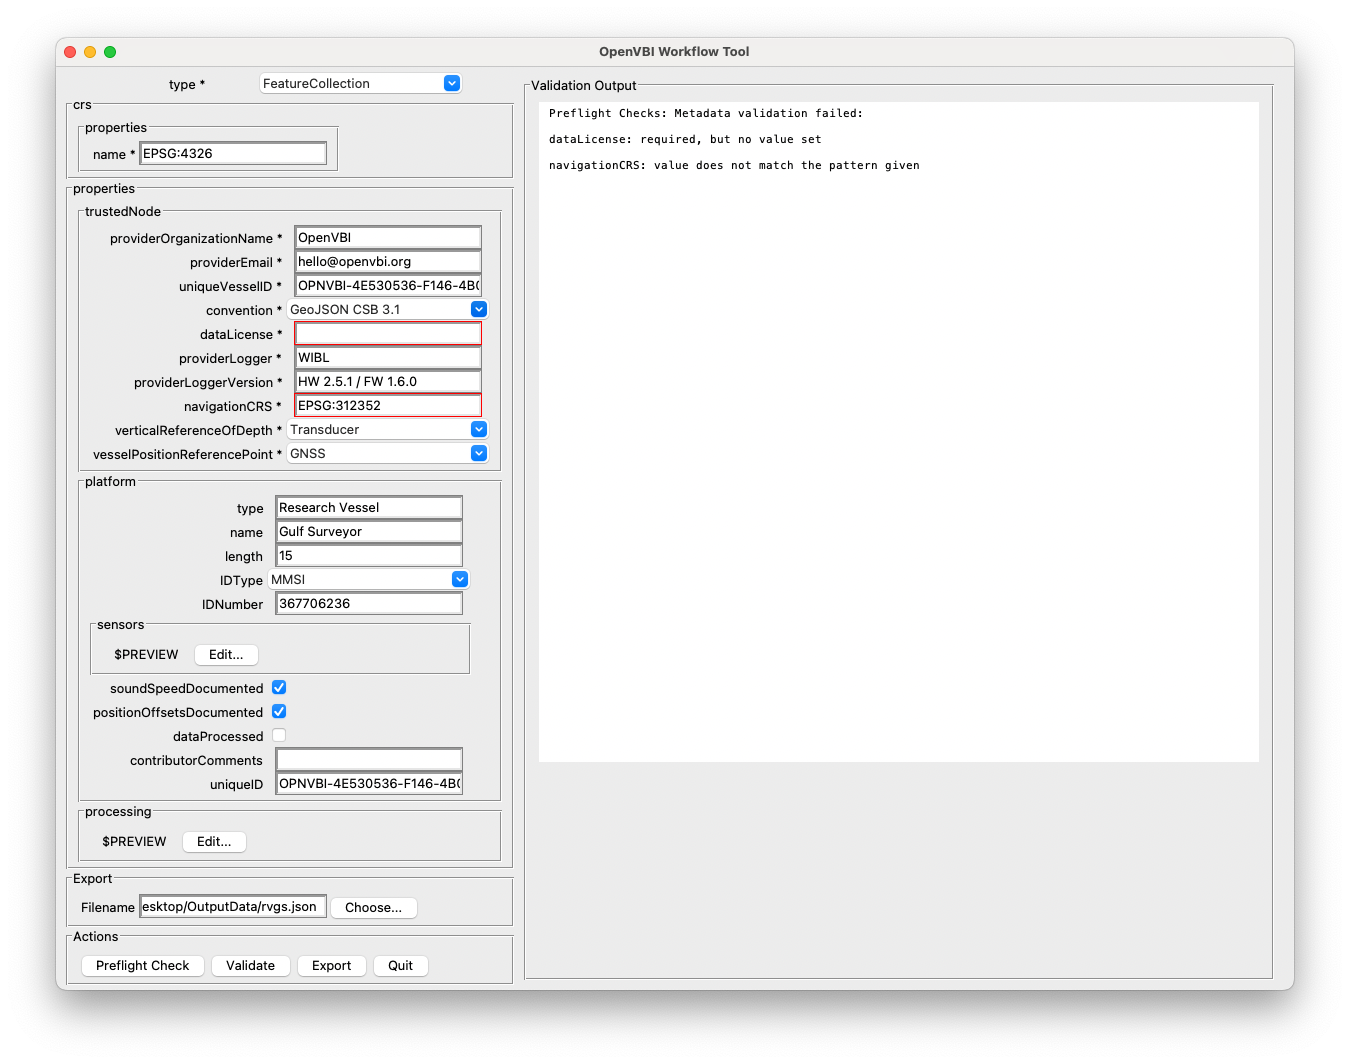 OpenVBI Workflow Tool
type * FeatureCollection
crs
properties
name * EPSG:4326
properties
trustedNode
providerOrganizationName * OpenVBI
providerEmail * hello@openvbi.org
uniqueVesselID * OPNVBI-4E530536-F146-4B
convention * GeoJSON CSB 3.1
dataLicense *
providerLogger * WIBL
providerLoggerVersion * HW 2.5.1 / FW 1.6.0
navigationCRS * EPSG:312352
verticalReferenceOfDepth * Transducer
vesselPositionReferencePoint * GNSS
platform
type Research Vessel
name Gulf Surveyor
length 15
IDType MMSI
IDNumber 367706236
sensors
$PREVIEW Edit...
soundSpeedDocumented
positionOffsetsDocumented
dataProcessed
contributorComments
uniqueID OPNVBI-4E530536-F146-4B
processing
$PREVIEW Edit...
Export
Filename esktop/OutputData/rvgs.json Choose...
Actions
Preflight Check Validate Export Quit
Validation Output
Preflight Checks: Metadata validation failed:
dataLicense: required, but no value set
navigationCRS: value does not match the pattern given